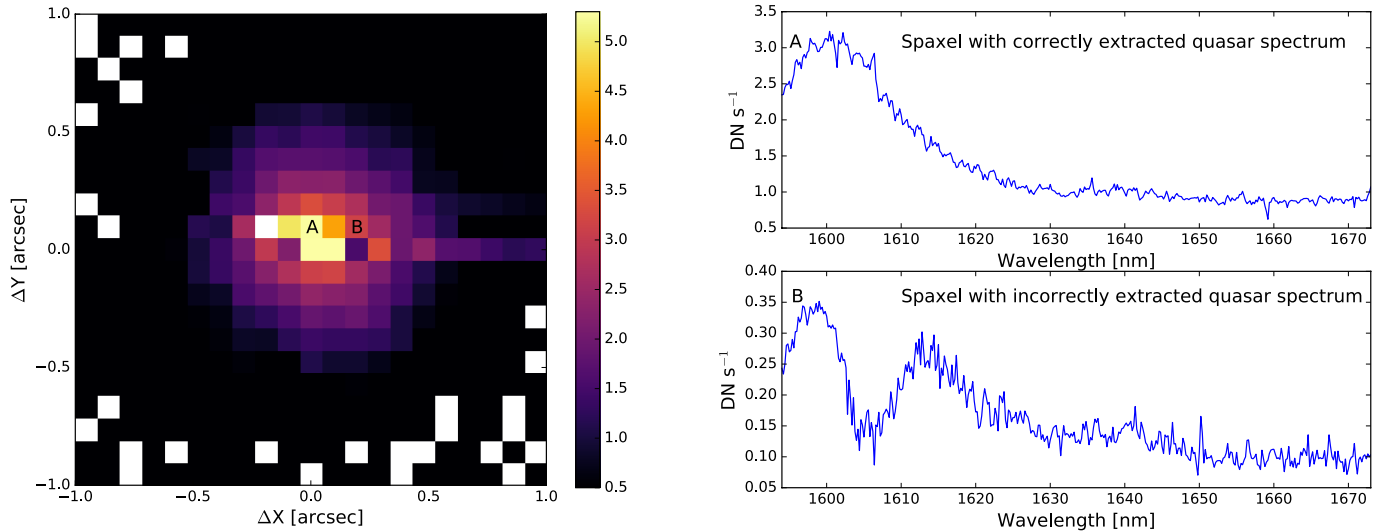 1.0
0.5
0.0
−0.5
−1.0
ΔY [arcsec]
−1.0
−0.5
0.0
0.5
1.0
ΔX [arcsec]
A
B
5.0
4.5
4.0
3.5
3.0
2.5
2.0
1.5
1.0
0.5
A
Spaxel with correctly extracted quasar spectrum
3.5
3.0
2.5
2.0
1.5
1.0
0.5
DN s⁻¹
1600 1610 1620 1630 1640 1650 1660 1670
Wavelength [nm]
B
Spaxel with incorrectly extracted quasar spectrum
0.40
0.35
0.30
0.25
0.20
0.15
0.10
0.05
DN s⁻¹
1600 1610 1620 1630 1640 1650 1660 1670
Wavelength [nm]